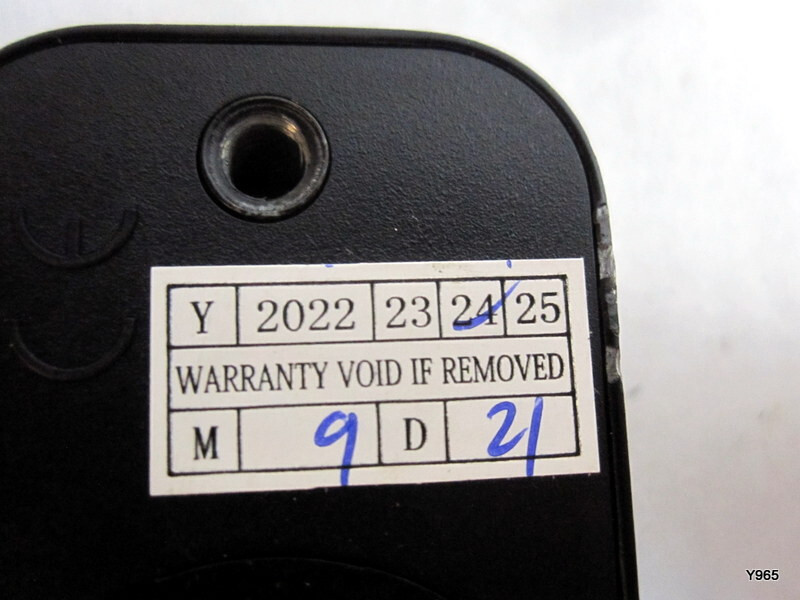 Y 2022 23 24 25
WARRANTY VOID IF REMOVED
M 9 D 21
Y965